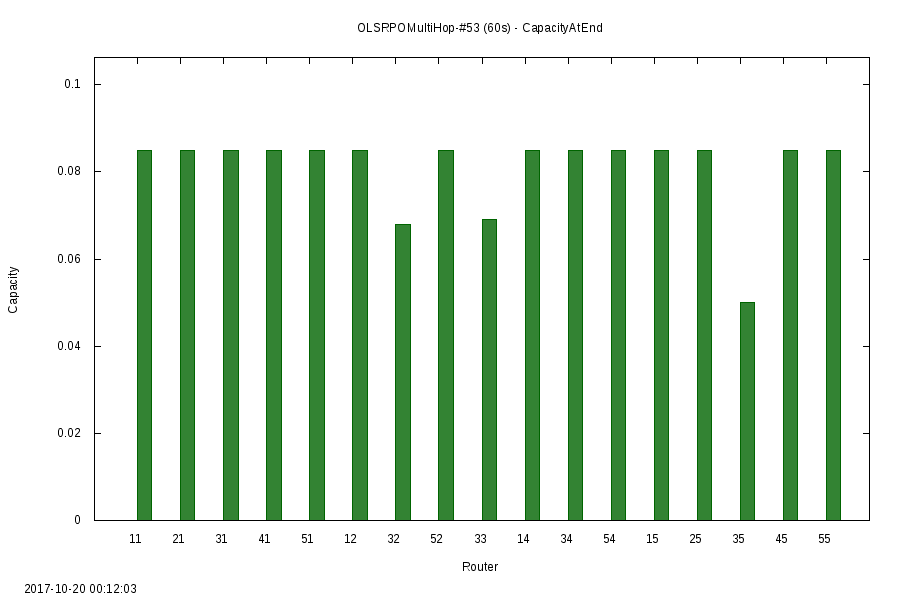 OLSRPOMultiHop-#53 (60s) - CapacityAtEnd
0.1
0.08
0.06
0.04
0.02
0
Capacity
11 21 31 41 51 12 32 52 33 14 34 54 15 25 35 45 55
Router
2017-10-20 00:12:03